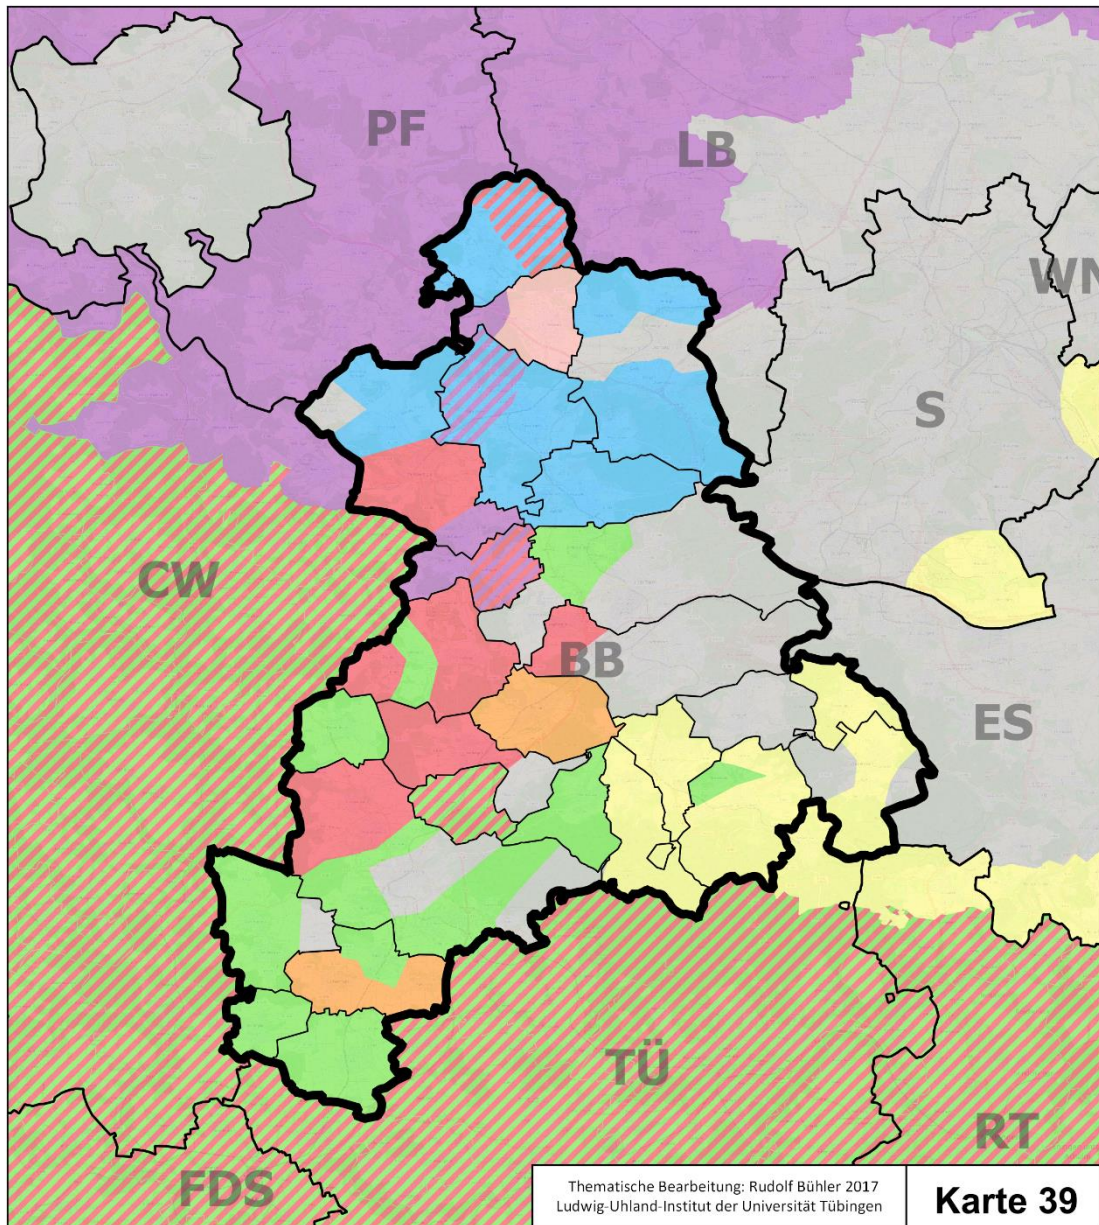 PF
LB
WN
S
CW
BB
ES
TÜ
RT
FDS
Thematische Bearbeitung: Rudolf Bühler 2017
Ludwig-Uhland-Institut der Universität Tübingen
Karte 39